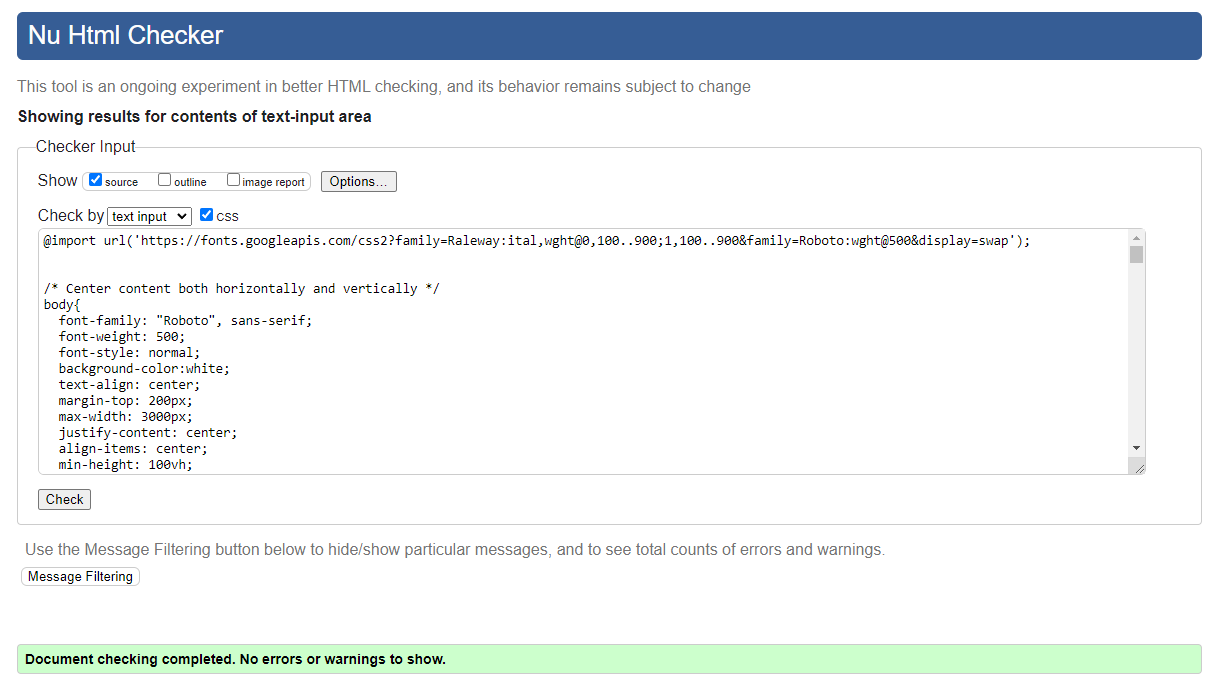 Nu Html Checker
This tool is an ongoing experiment in better HTML checking, and its behavior remains subject to change
Showing results for contents of text-input area
Checker Input
Show source outline image report Options...
Check by text input css
@import url('https://fonts.googleapis.com/css2?family=Raleway:ital,wght@0,100..900;1,100..900&family=Roboto:wght@500&display=swap');
/* Center content both horizontally and vertically */
body{
font-family: "Roboto", sans-serif;
font-weight: 500;
font-style: normal;
background-color:white;
text-align: center;
margin-top: 200px;
max-width: 3000px;
justify-content: center;
align-items: center;
min-height: 100vh;
Check
Use the Message Filtering button below to hide/show particular messages, and to see total counts of errors and warnings.
Message Filtering
Document checking completed. No errors or warnings to show.